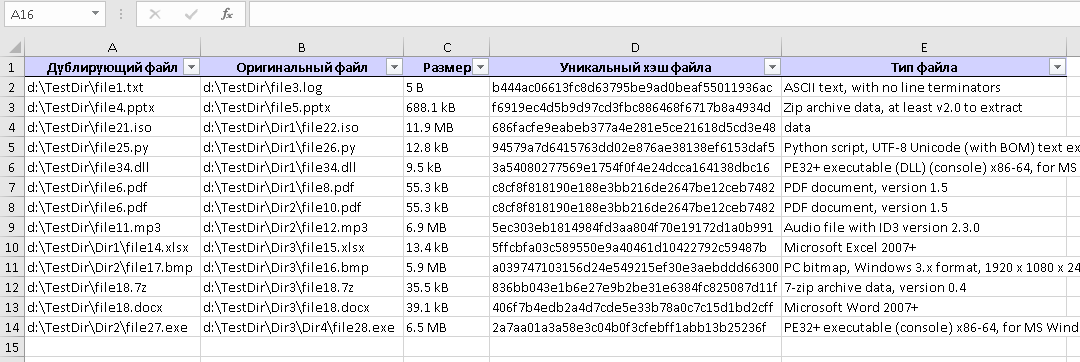 A16
fx
A B C D E
1 Дублирующий файл Оригинальный файл Размер Уникальный хэш файла Тип файла
2 d:\TestDir\file1.txt d:\TestDir\file3.log 5 B b444ac06613fc8d63795be9ad0beaf55011936ac ASCII text, with no line terminators
3 d:\TestDir\file4.pptx d:\TestDir\file5.pptx 688.1 kB f6919ec4d5b9d97cd3fbc886468f6717b8a4934d Zip archive data, at least v2.0 to extract
4 d:\TestDir\file21.iso d:\TestDir\Dir1\file22.iso 11.9 MB 686facfe9eabeb377a4e281e5ce21618d5cd3e48 data
5 d:\TestDir\file25.py d:\TestDir\Dir1\file26.py 12.8 kB 94579a7d6415763dd02e876ae38138ef6153daf5 Python script, UTF-8 Unicode (with BOM) text ex
6 d:\TestDir\file34.dll d:\TestDir\Dir1\file34.dll 9.5 kB 3a54080277569e1754f0f4e24dcca164138dbc16 PE32+ executable (DLL) (console) x86-64, for MS
7 d:\TestDir\file6.pdf d:\TestDir\Dir1\file8.pdf 55.3 kB c8cf8f818190e188e3bb216de2647be12ceb7482 PDF document, version 1.5
8 d:\TestDir\file6.pdf d:\TestDir\Dir2\file10.pdf 55.3 kB c8cf8f818190e188e3bb216de2647be12ceb7482 PDF document, version 1.5
9 d:\TestDir\file11.mp3 d:\TestDir\Dir2\file12.mp3 6.9 MB 5ec303eb1814984fd3aa804f70e19172d1a0b991 Audio file with ID3 version 2.3.0
10 d:\TestDir\Dir1\file14.xlsx d:\TestDir\Dir3\file15.xlsx 13.4 kB 5ffcbfa03c589550e9a40461d10422792c59487b Microsoft Excel 2007+
11 d:\TestDir\Dir2\file17.bmp d:\TestDir\Dir3\file16.bmp 5.9 MB a039747103156d24e549215ef30e3aebddd66300 PC bitmap, Windows 3.x format, 1920 x 1080 x 24
12 d:\TestDir\file18.7z d:\TestDir\Dir3\file18.7z 35.5 kB 836bb043e1b6e27e9b2be31e6384fc825087d11f 7-zip archive data, version 0.4
13 d:\TestDir\file18.docx d:\TestDir\Dir3\file18.docx 39.1 kB 406f7b4edb2a4d7cde5e33b78a0c7c15d1bd2cff Microsoft Word 2007+
14 d:\TestDir\Dir2\file27.exe d:\TestDir\Dir3\Dir4\file28.exe 6.5 MB 2a7aa01a3a58e3c04b0f3cfebff1abb13b25236f PE32+ executable (console) x86-64, for MS Wind
15